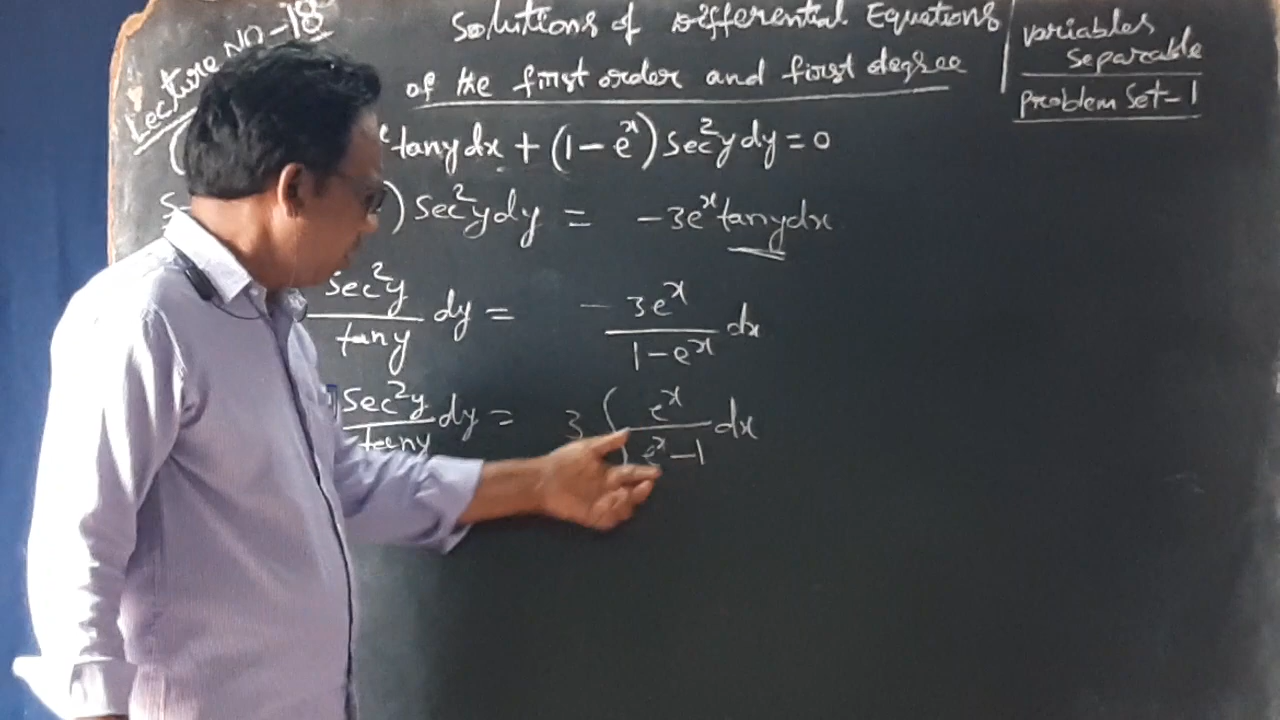 Lecture No-18
Solutions of Differential Equations
of the first order and first degree
variables
separable
problem Set-1
tany dx + (1-e^x) Sec^2y dy = 0
) Sec^2y dy = -3e^x tany dx
Sec^2y/tany dy = -3e^x/1-e^x dx
Sec^2y/tany dy = 3 ∫ e^x/e^x-1 dx